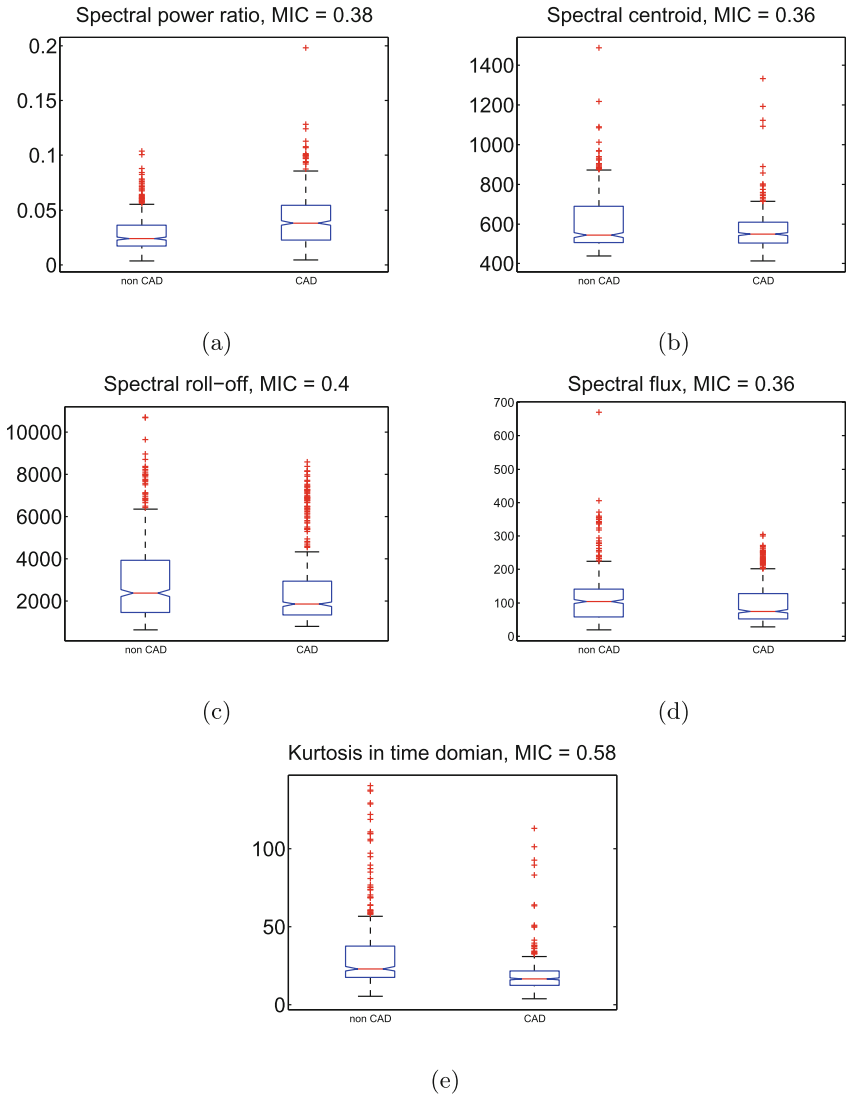 Spectral power ratio, MIC = 0.38
0.2
0.15
0.1
0.05
0
non CAD CAD
(a)
Spectral centroid, MIC = 0.36
1400
1200
1000
800
600
400
non CAD CAD
(b)
Spectral roll−off, MIC = 0.4
10000
8000
6000
4000
2000
non CAD CAD
(c)
Spectral flux, MIC = 0.36
700
600
500
400
300
200
100
0
non CAD CAD
(d)
Kurtosis in time domian, MIC = 0.58
100
50
0
non CAD CAD
(e)